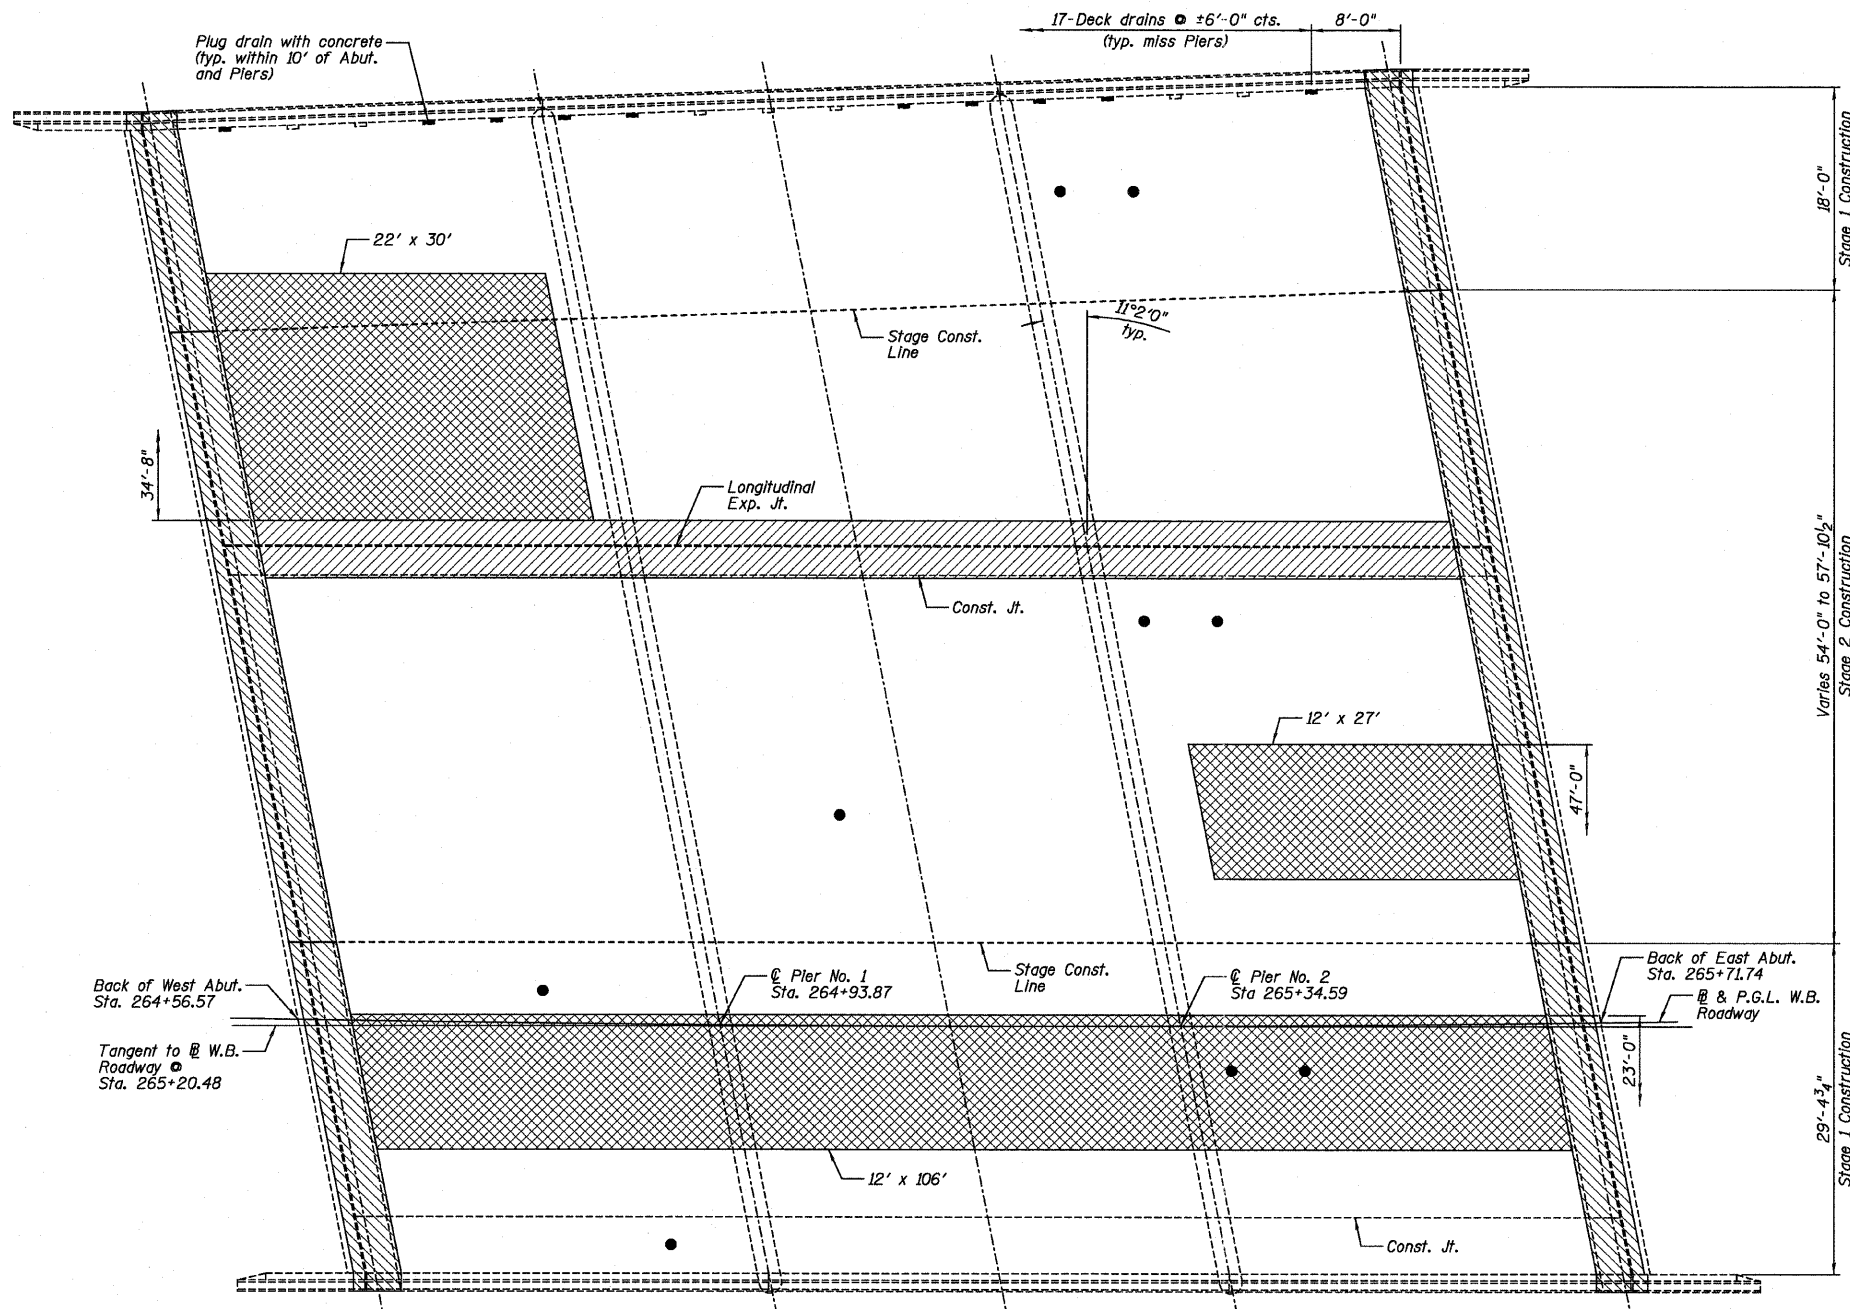 17-Deck drains @ ±6'-0" cts.
(typ. miss Piers)
8'-0"
Plug drain with concrete
(typ. within 10' of Abut.
and Piers)
18'-0"
Stage 1 Construction
22' x 30'
11°2'0"
typ.
Stage Const.
Line
34'-8"
Longitudinal
Exp. Jt.
Const. Jt.
Varies 54'-0" to 57'-10½"
Stage 2 Construction
12' x 27'
47'-0"
Back of West Abut.
Sta. 264+56.57
℄ Pier No. 1
Sta. 264+93.87
Stage Const.
Line
℄ Pier No. 2
Sta 265+34.59
Back of East Abut.
Sta. 265+71.74
℔ & P.G.L. W.B.
Roadway
Tangent to ℔ W.B.
Roadway @
Sta. 265+20.48
23'-0"
29'-4¾"
Stage 1 Construction
12' x 106'
Const. Jt.